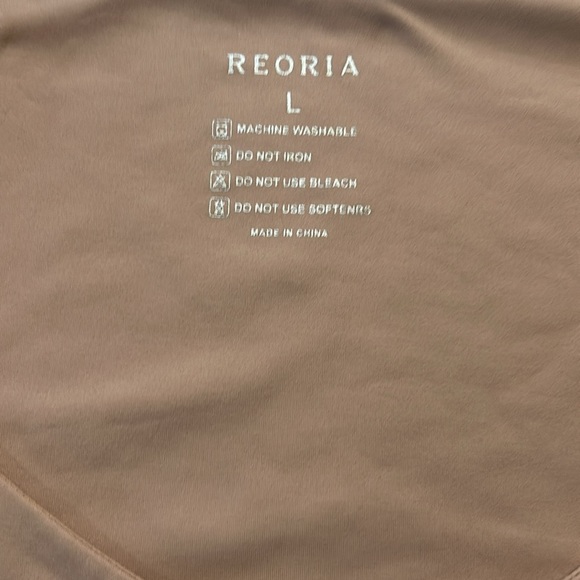 REORIA
L
MACHINE WASHABLE
DO NOT IRON
DO NOT USE BLEACH
DO NOT USE SOFTENRS
MADE IN CHINA